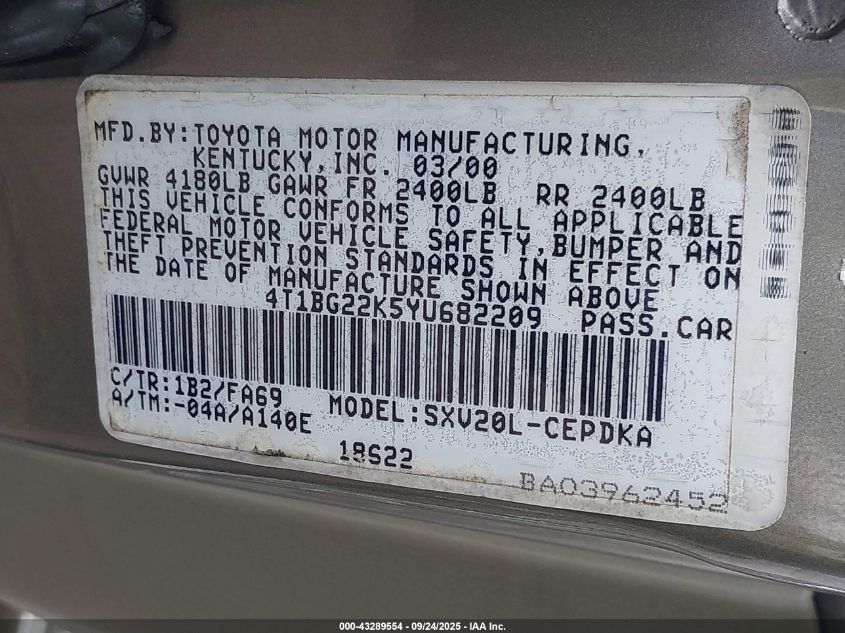 MFD.BY:TOYOTA MOTOR MANUFACTURING,
KENTUCKY,INC. 03/00
GVWR 4180LB GAWR FR 2400LB RR 2400LB
THIS VEHICLE CONFORMS TO ALL APPLICABLE
FEDERAL MOTOR VEHICLE SAFETY,BUMPER AND
THEFT PREVENTION STANDARDS IN EFFECT ON
THE DATE OF MANUFACTURE SHOWN ABOVE
4T1BG22K5YU682209 PASS.CAR
C/TR:1B2/FA69
A/TM:-04A/A140E MODEL:SXV20L-CEPDKA
18622
BA03962452
000-43289554 - 09/24/2025 - IAA Inc.